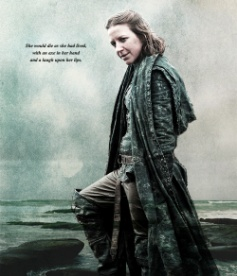 She would die as she had lived,
with an axe in her hand
and a laugh upon her lips.